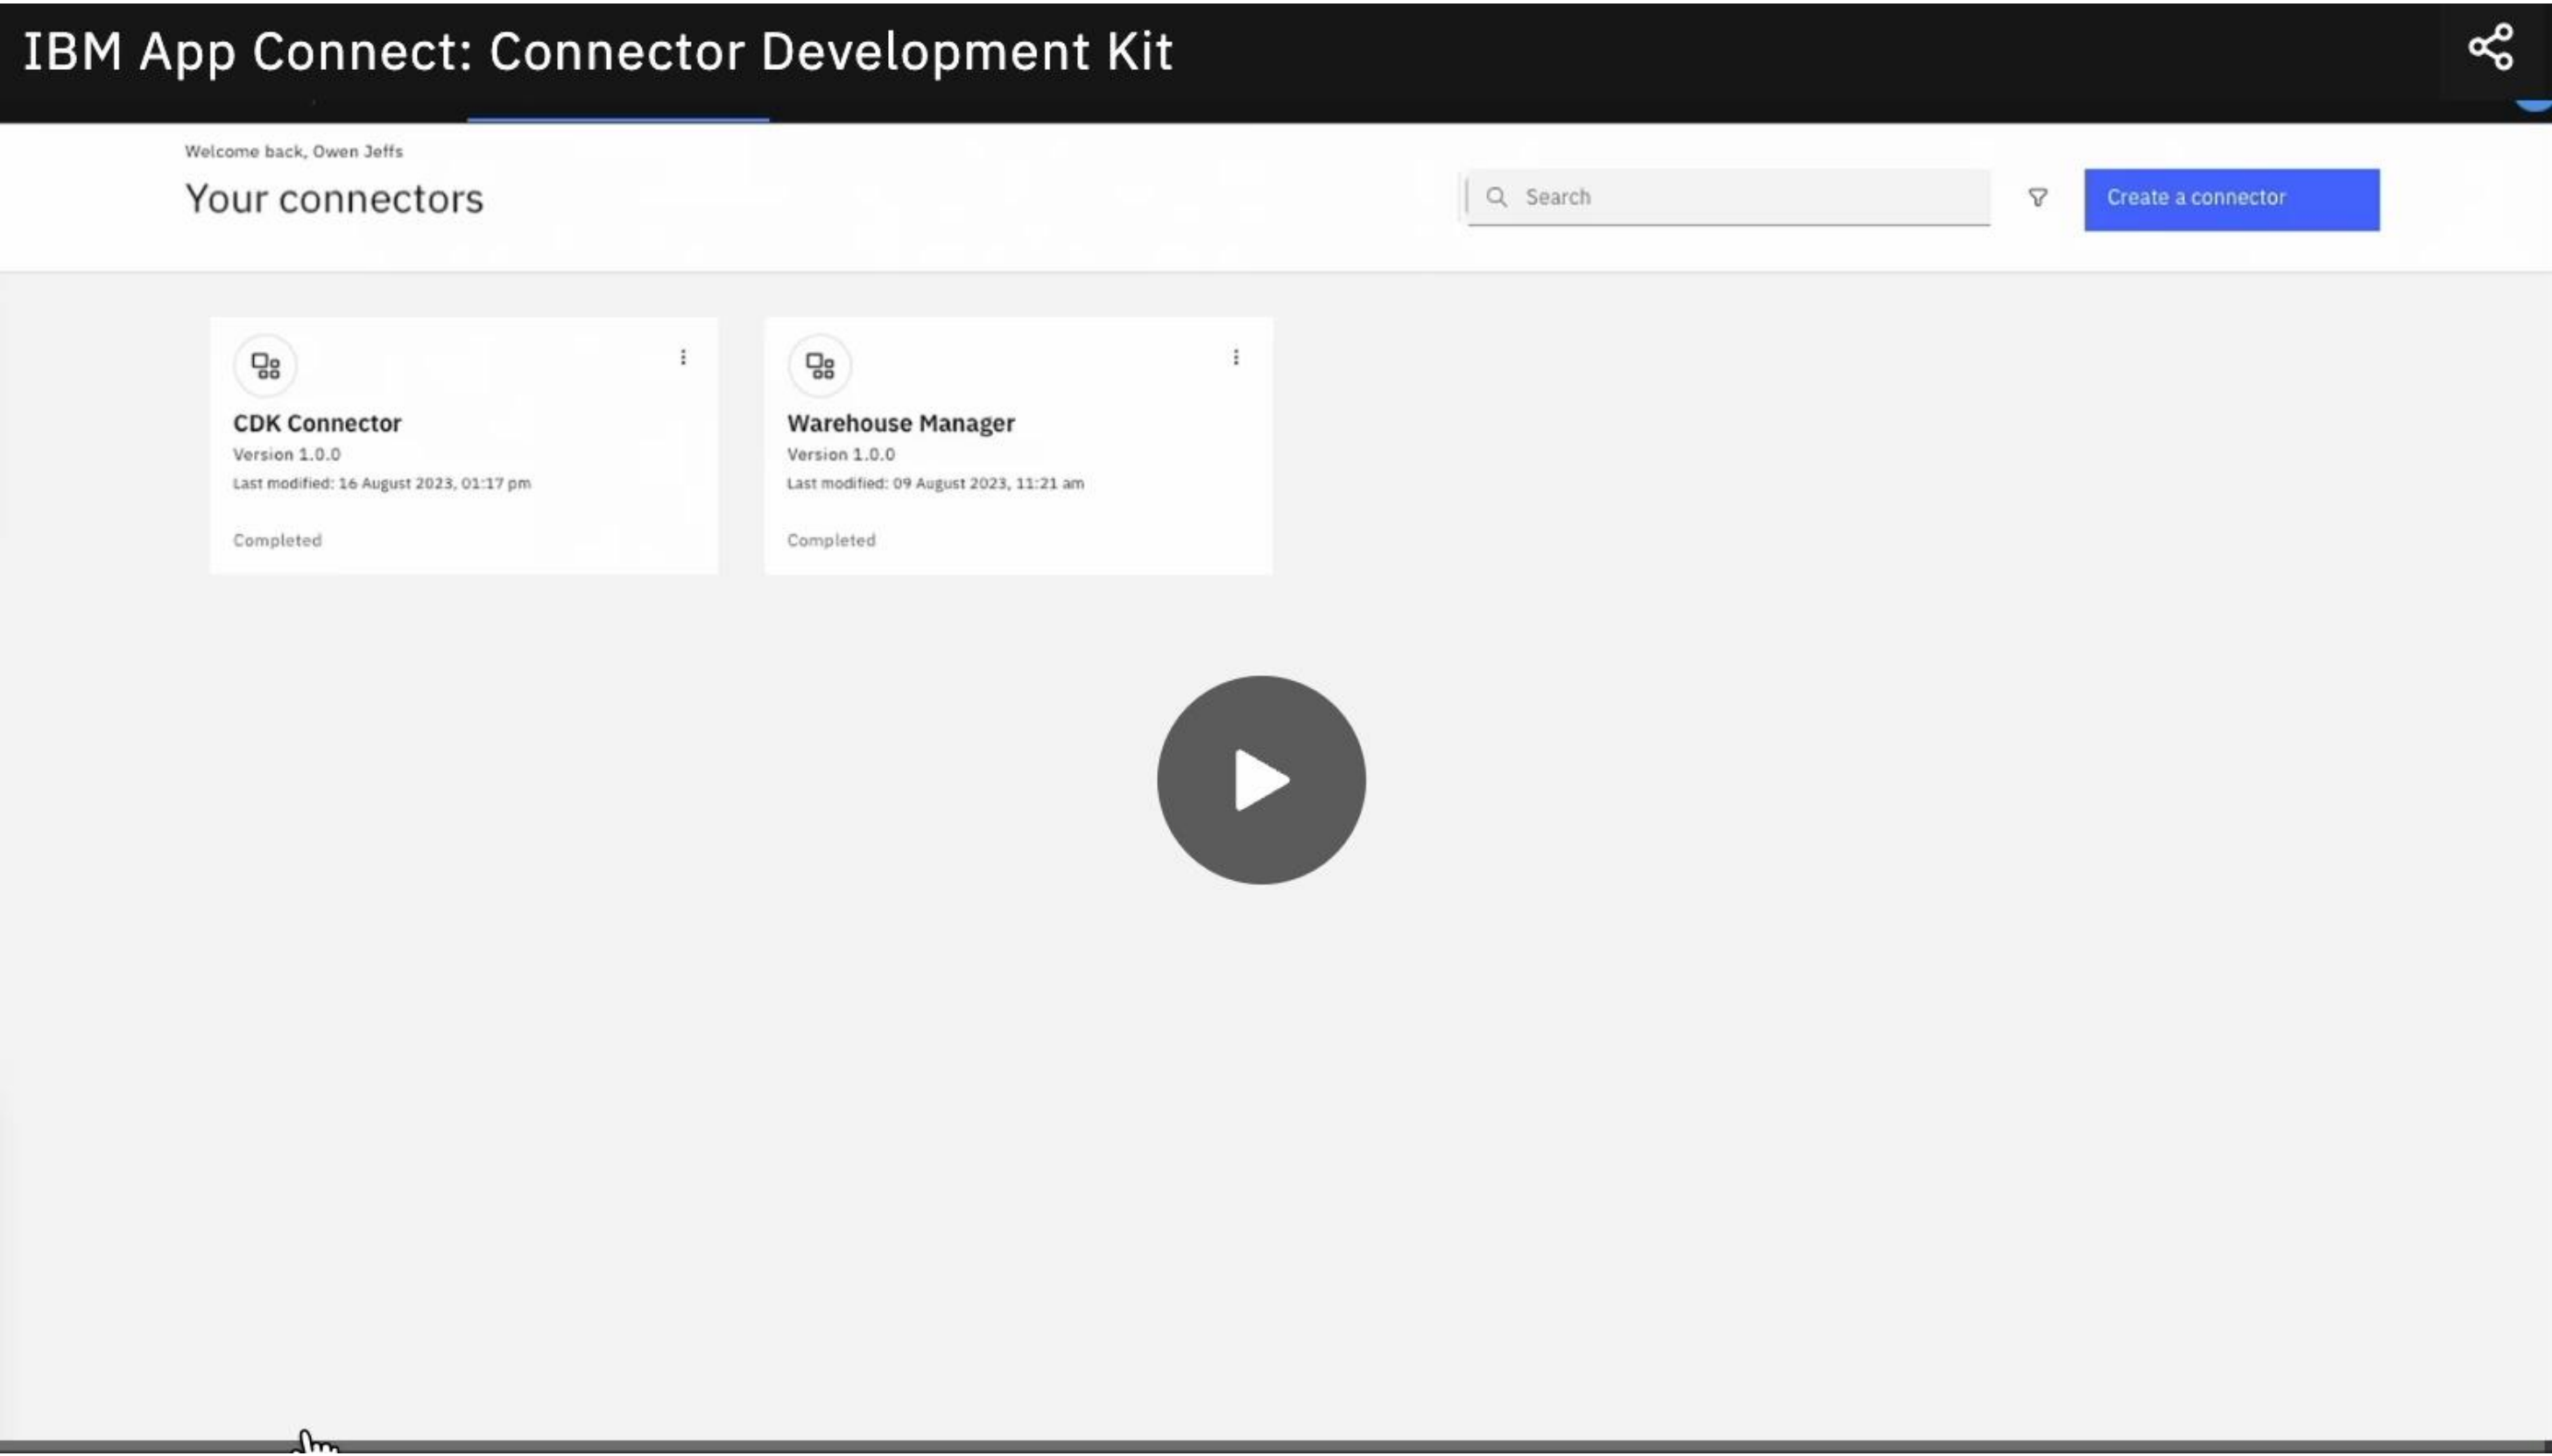 IBM App Connect: Connector Development Kit
Welcome back, Owen Jeffs
Your connectors
Search
Create a connector
CDK Connector
Version 1.0.0
Last modified: 16 August 2023, 01:17 pm
Completed
Warehouse Manager
Version 1.0.0
Last modified: 09 August 2023, 11:21 am
Completed